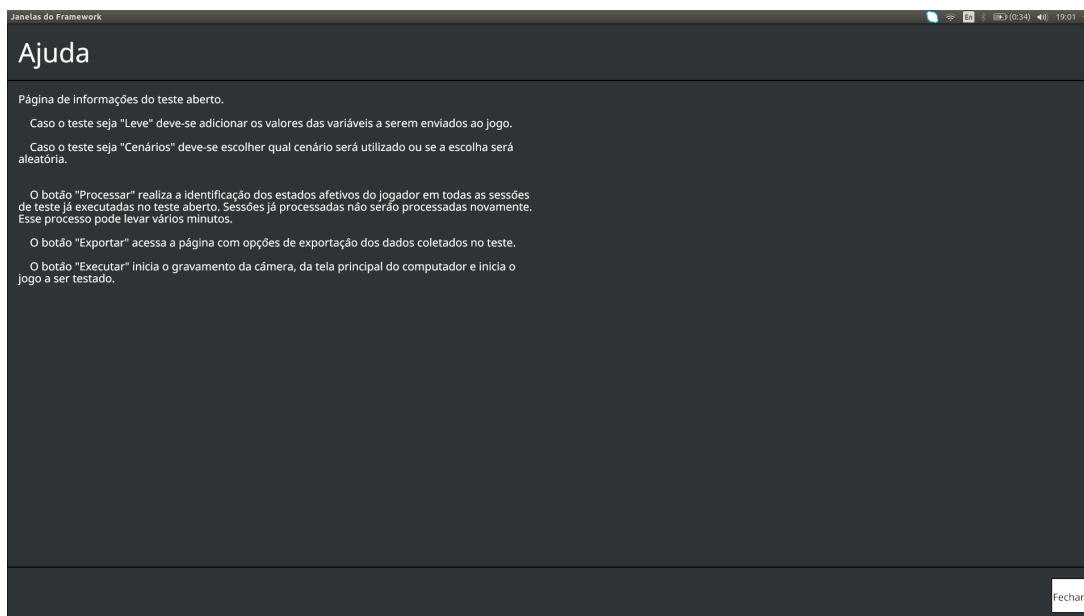 Janelas do Framework
En
(0:34)
19:01
Ajuda
Página de informações do teste aberto.
Caso o teste seja "Leve" deve-se adicionar os valores das variáveis a serem enviados ao jogo.
Caso o teste seja "Cenários" deve-se escolher qual cenário será utilizado ou se a escolha será
aleatória.
O botão "Processar" realiza a identificação dos estados afetivos do jogador em todas as sessões
de teste já executadas no teste aberto. Sessões já processadas não serão processadas novamente.
Esse processo pode levar vários minutos.
O botão "Exportar" acessa a página com opções de exportação dos dados coletados no teste.
O botão "Executar" inicia o gravamento da câmera, da tela principal do computador e inicia o
jogo a ser testado.
Fechar